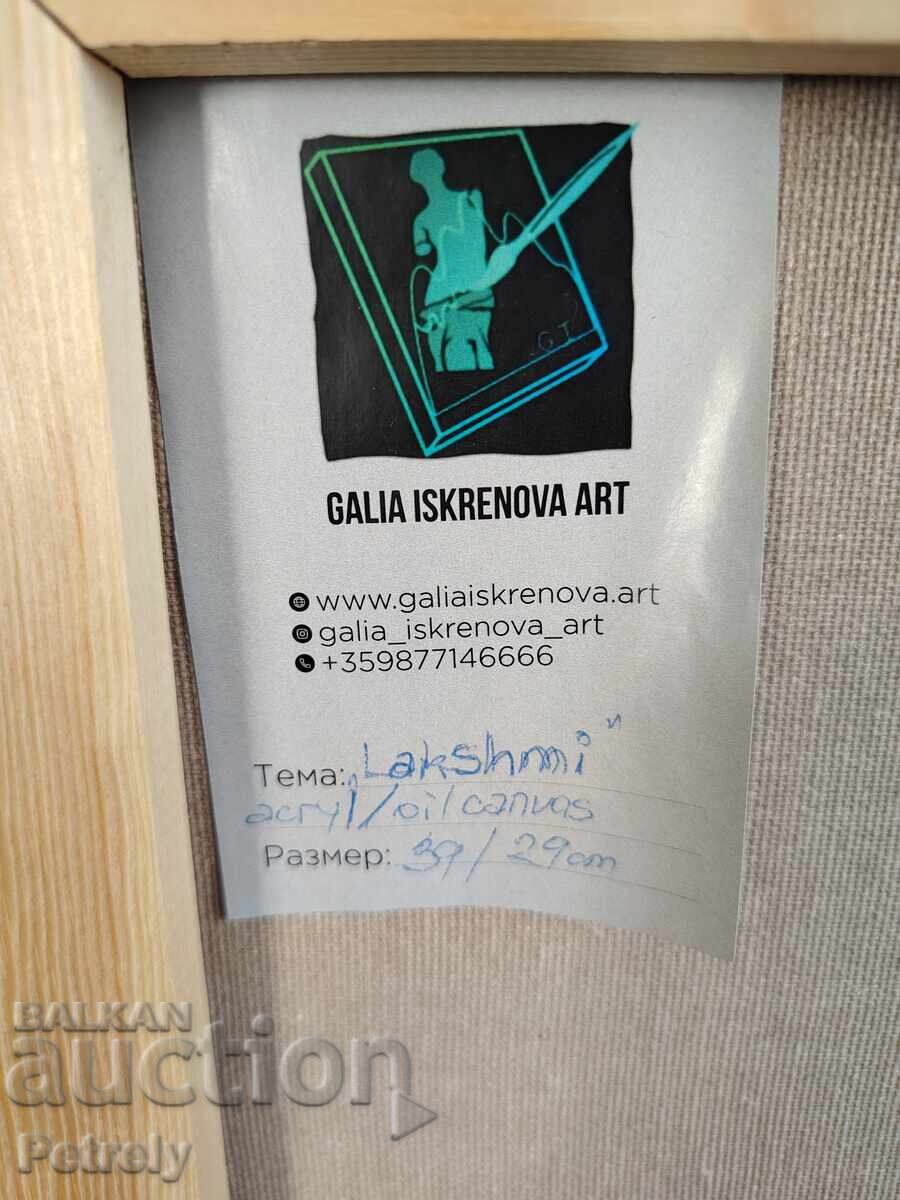 G I
GALIA ISKRENOVA ART
www.galiaiskrenova.art
galia_iskrenova_art
+359877146666
Тема: „Lakshmi"
acryl/oil canvas
Размер: 39/29cm
BALKAN
auction
Petrely